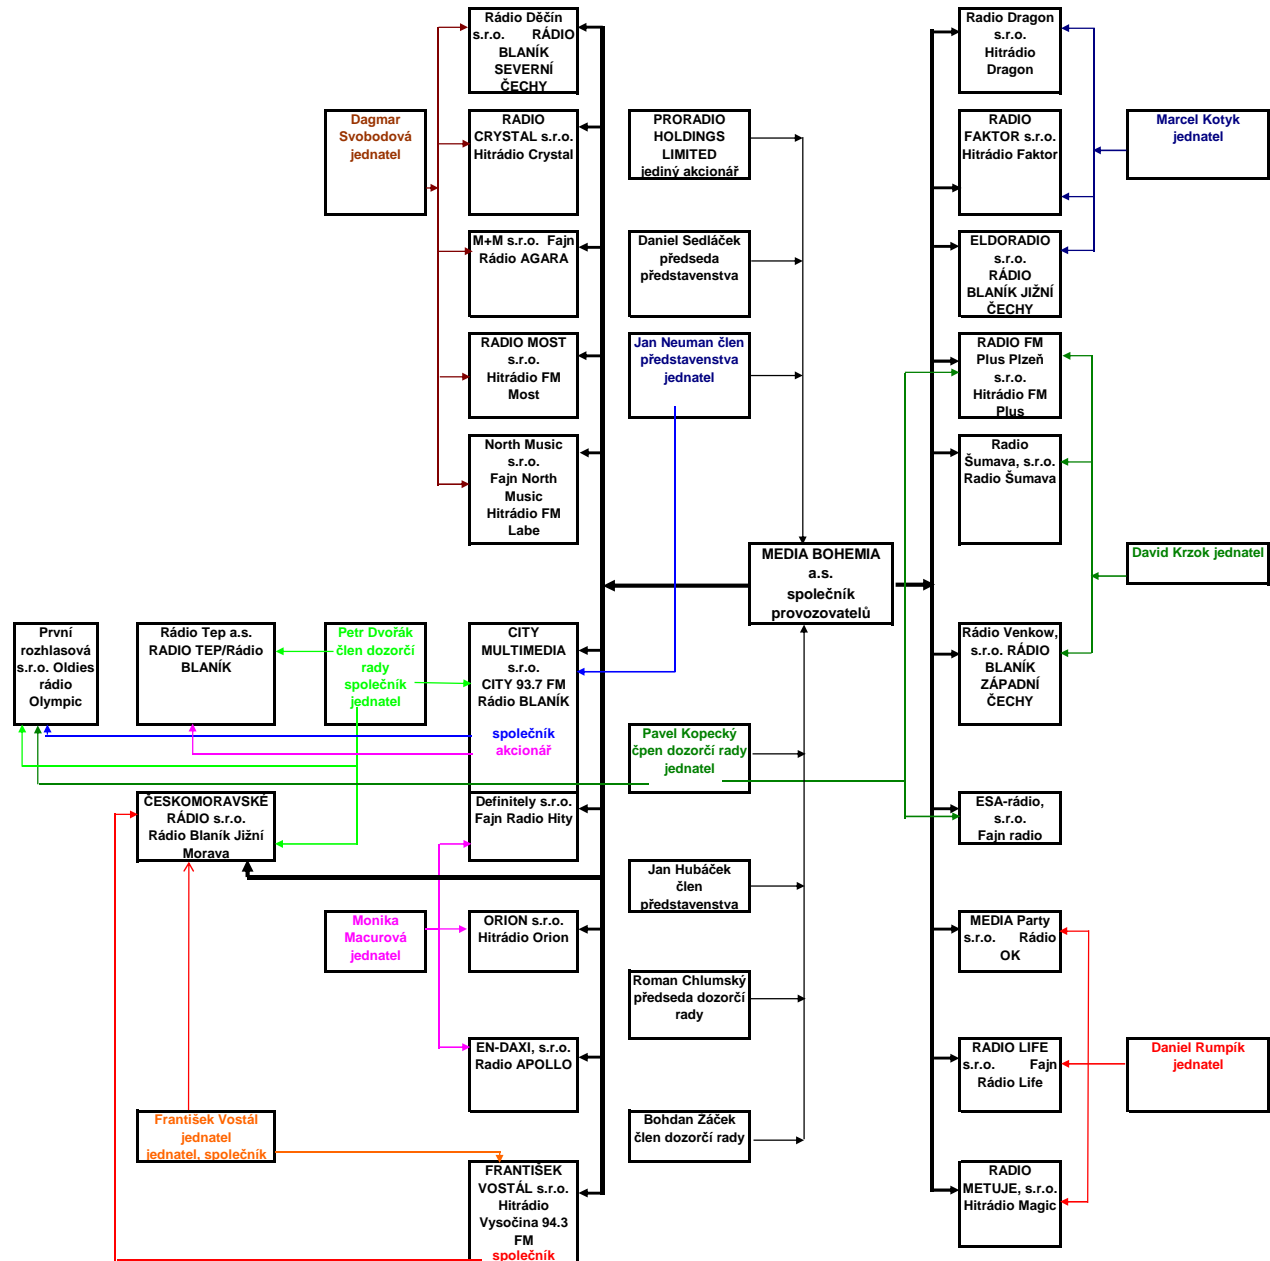 Rádio Děčín
s.r.o. RÁDIO
BLANÍK
SEVERNÍ
ČECHY
Radio Dragon
s.r.o.
Hitrádio
Dragon
Dagmar
Svobodová
jednatel
RADIO
CRYSTAL s.r.o.
Hitrádio Crystal
PRORADIO
HOLDINGS
LIMITED
jediný akcionář
RADIO
FAKTOR s.r.o.
Hitrádio Faktor
Marcel Kotyk
jednatel
M+M s.r.o. Fajn
Rádio AGARA
Daniel Sedláček
předseda
představenstva
ELDORADIO
s.r.o.
RÁDIO
BLANÍK JIŽNÍ
ČECHY
RADIO MOST
s.r.o.
Hitrádio FM
Most
Jan Neuman člen
představenstva
jednatel
RADIO FM
Plus Plzeň
s.r.o.
Hitrádio FM
Plus
North Music
s.r.o.
Fajn North
Music
Hitrádio FM
Labe
Radio
Šumava, s.r.o.
Radio Šumava
MEDIA BOHEMIA
a.s.
společník
provozovatelů
David Krzok jednatel
První
rozhlasová
s.r.o. Oldies
rádio
Olympic
Rádio Tep a.s.
RADIO TEP/Rádio
BLANÍK
Petr Dvořák
člen dozorčí
rady
společník
jednatel
CITY
MULTIMEDIA
s.r.o.
CITY 93.7 FM
Rádio BLANÍK
společník
akcionář
Rádio Venkow,
s.r.o. RÁDIO
BLANÍK
ZÁPADNÍ
ČECHY
Pavel Kopecký
čpen dozorčí rady
jednatel
ČESKOMORAVSKÉ
RÁDIO s.r.o.
Rádio Blaník Jižní
Morava
Definitely s.r.o.
Fajn Radio Hity
ESA-rádio,
s.r.o.
Fajn radio
Jan Hubáček
člen
představenstva
Monika
Macurová
jednatel
ORION s.r.o.
Hitrádio Orion
MEDIA Party
s.r.o. Rádio
OK
Roman Chlumský
předseda dozorčí
rady
EN-DAXI, s.r.o.
Radio APOLLO
RADIO LIFE
s.r.o. Fajn
Rádio Life
Daniel Rumpík
jednatel
František Vostál
jednatel
jednatel, společník
Bohdan Záček
člen dozorčí rady
FRANTIŠEK
VOSTÁL s.r.o.
Hitrádio
Vysočina 94.3
FM
společník
RADIO
METUJE, s.r.o.
Hitrádio Magic